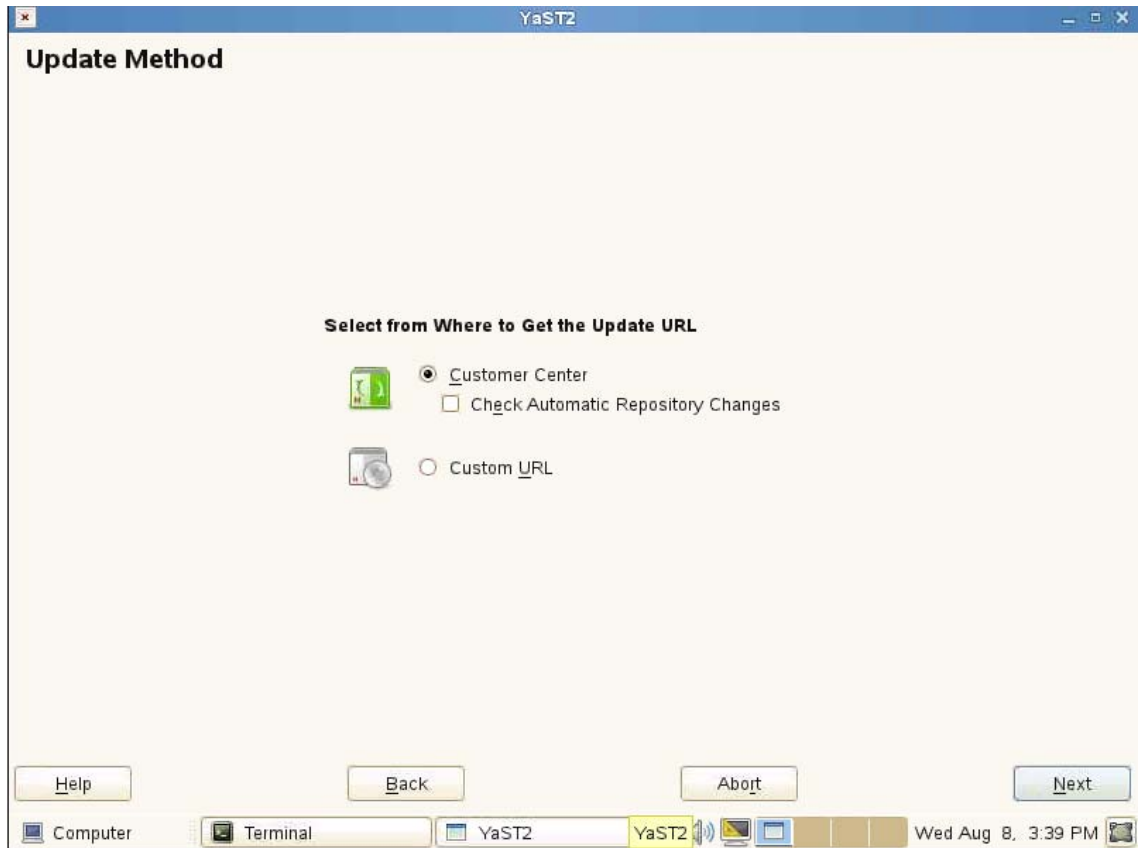 YaST2
Update Method
Select from Where to Get the Update URL
Customer Center
Check Automatic Repository Changes
Custom URL
Help
Back
Abort
Next
Computer
Terminal
YaST2
YaST2
Wed Aug 8, 3:39 PM